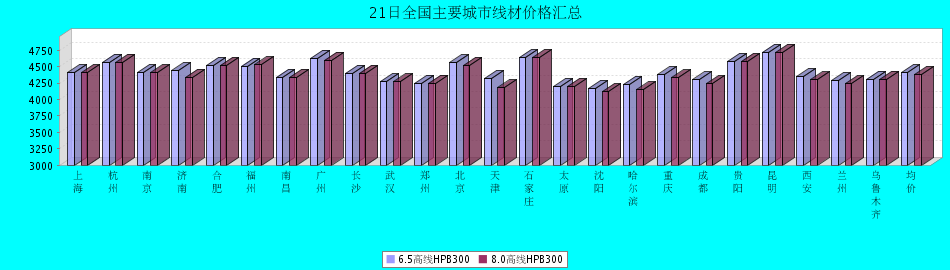 21日全国主要城市线材价格汇总
4750
4500
4250
4000
3750
3500
3250
3000
上海
杭州
南京
济南
合肥
福州
南昌
广州
长沙
武汉
郑州
北京
天津
石家庄
太原
沈阳
哈尔滨
重庆
成都
贵阳
昆明
西安
兰州
乌鲁木齐
均价
6.5高线HPB300 8.0高线HPB300